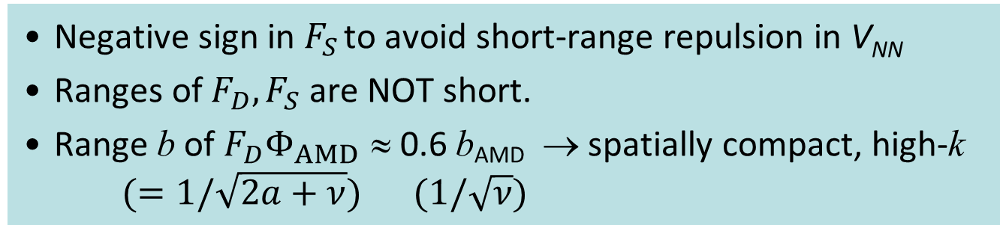 • Negative sign in $F_S$ to avoid short-range repulsion in $V_{NN}$
• Ranges of $F_D, F_S$ are NOT short.
• Range $b$ of $F_D\Phi_{\mathrm{AMD}} \approx 0.6\ b_{\mathrm{AMD}}$ → spatially compact, high-$k$
$(= 1/\sqrt{2a + \nu})$ $(1/\sqrt{\nu})$